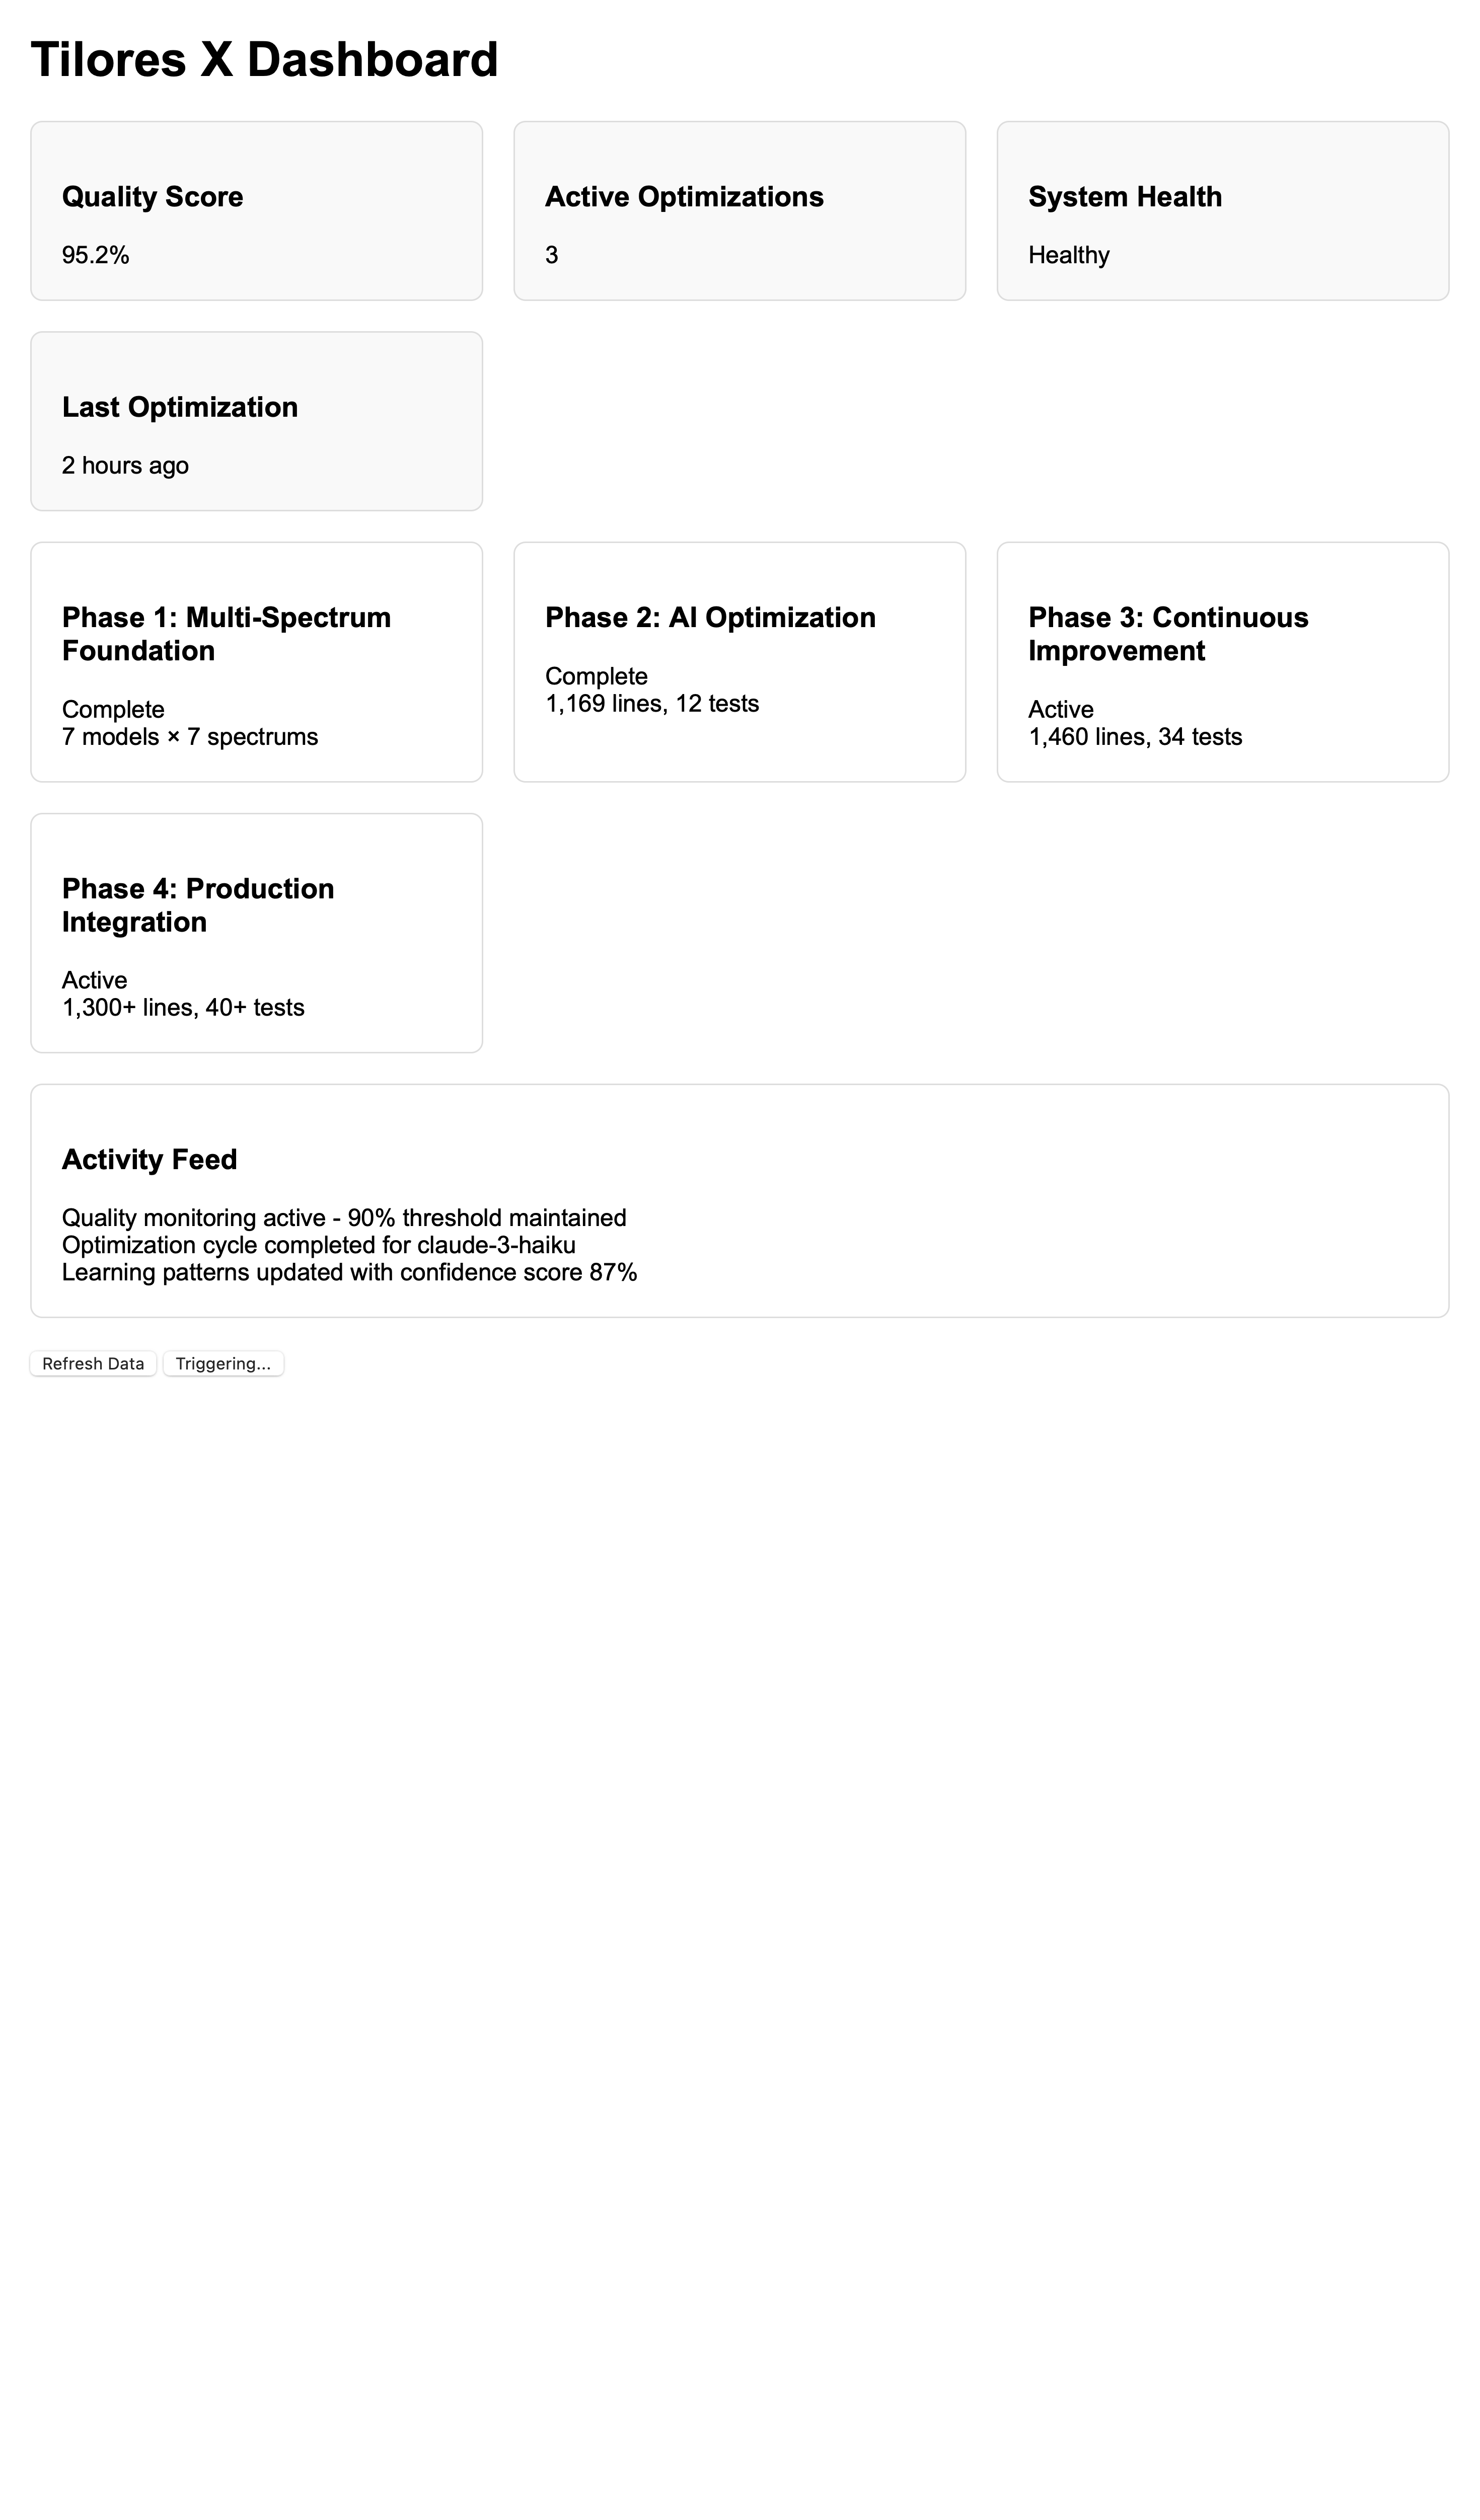 Tilores X Dashboard
Quality Score
95.2%
Active Optimizations
3
System Health
Healthy
Last Optimization
2 hours ago
Phase 1: Multi-Spectrum
Foundation
Complete
7 models × 7 spectrums
Phase 2: AI Optimization
Complete
1,169 lines, 12 tests
Phase 3: Continuous
Improvement
Active
1,460 lines, 34 tests
Phase 4: Production
Integration
Active
1,300+ lines, 40+ tests
Activity Feed
Quality monitoring active - 90% threshold maintained
Optimization cycle completed for claude-3-haiku
Learning patterns updated with confidence score 87%
Refresh Data
Triggering...